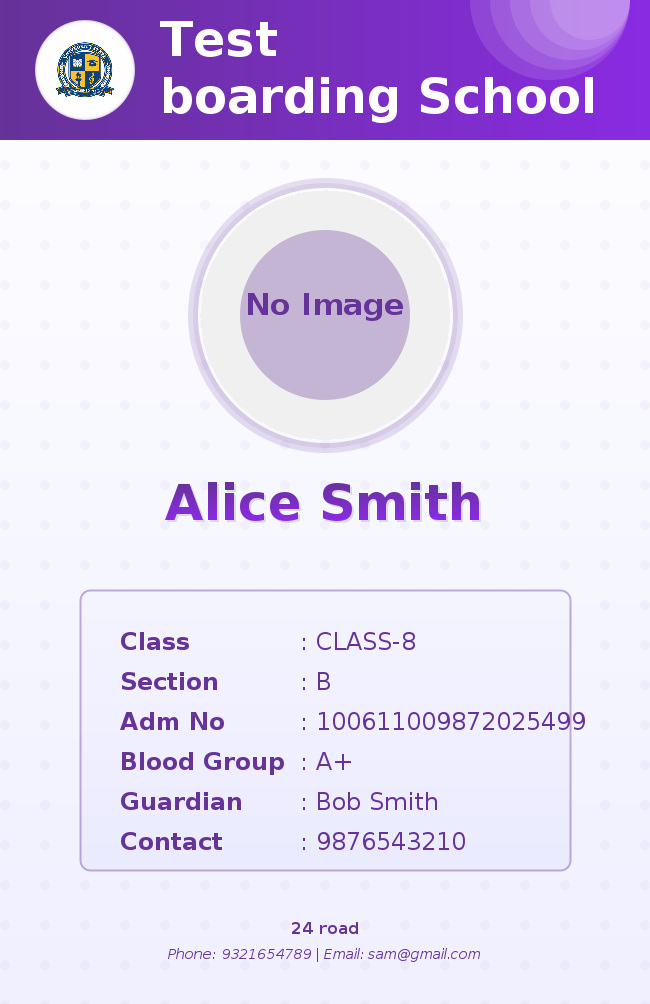 Test
boarding School
No Image
Alice Smith
Class : CLASS-8
Section : B
Adm No : 100611009872025499
Blood Group : A+
Guardian : Bob Smith
Contact : 9876543210
24 road
Phone: 9321654789 | Email: sam@gmail.com